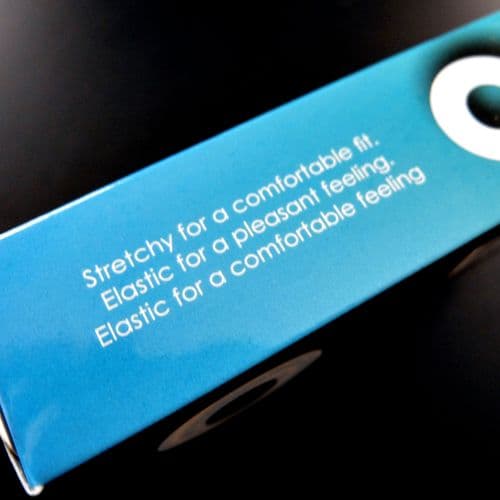 Stretchy for a comfortable fit.
Elastic for a pleasant feeling.
Elastic for a comfortable feeling